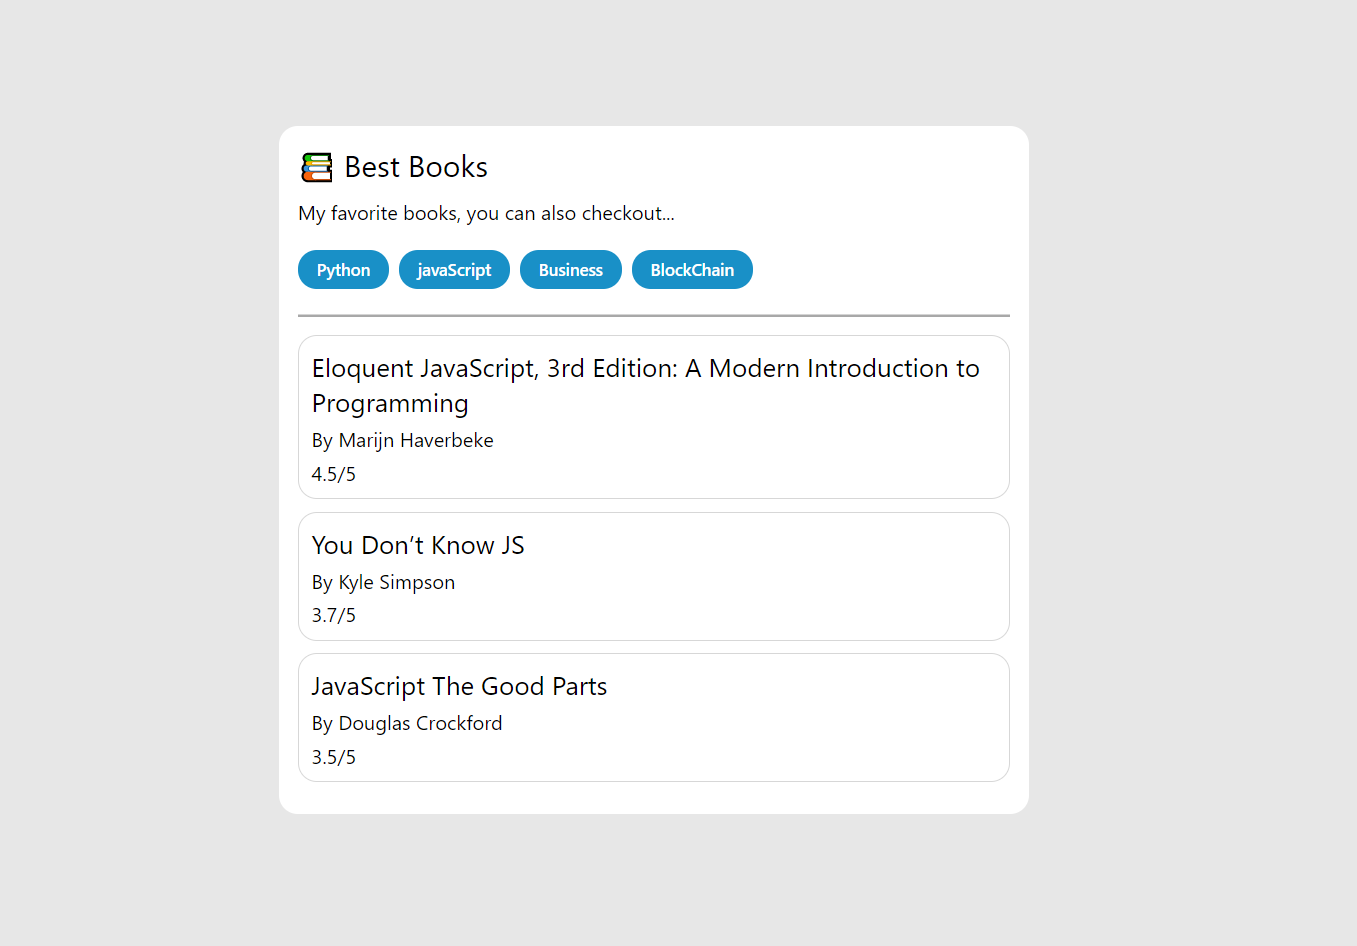 📚 Best Books
My favorite books, you can also checkout...
Python javaScript Business BlockChain
Eloquent JavaScript, 3rd Edition: A Modern Introduction to
Programming
By Marijn Haverbeke
4.5/5
You Don’t Know JS
By Kyle Simpson
3.7/5
JavaScript The Good Parts
By Douglas Crockford
3.5/5